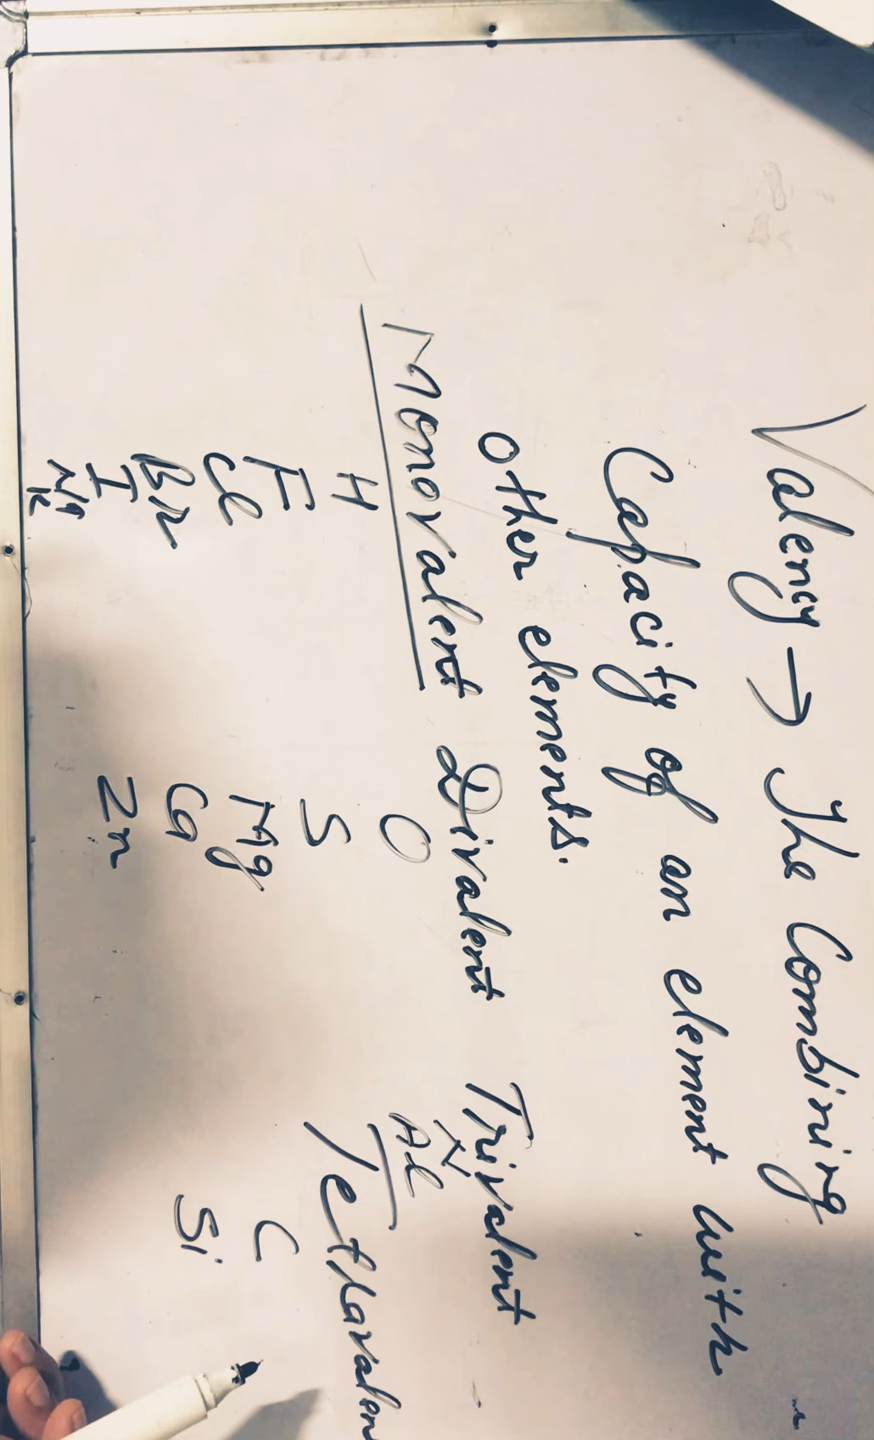 Valency → The Combining
Capacity of an element with
other elements.
Monovalent Divalent Trivalent
H O N
F S Al
Cl Mg Tetravalent
Br Ca C
I Zn Si
Na
K